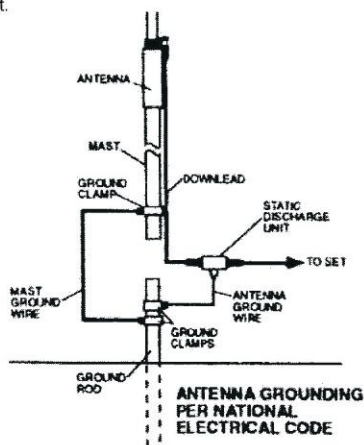 t.
ANTENNA
MAST
GROUND
CLAMP
DOWNLEAD
STATIC
DISCHARGE
UNIT
TO SET
MAST
GROUND
WIRE
ANTENNA
GROUND
WIRE
GROUND
CLAMPS
GROUND
ROD
ANTENNA GROUNDING
PER NATIONAL
ELECTRICAL CODE